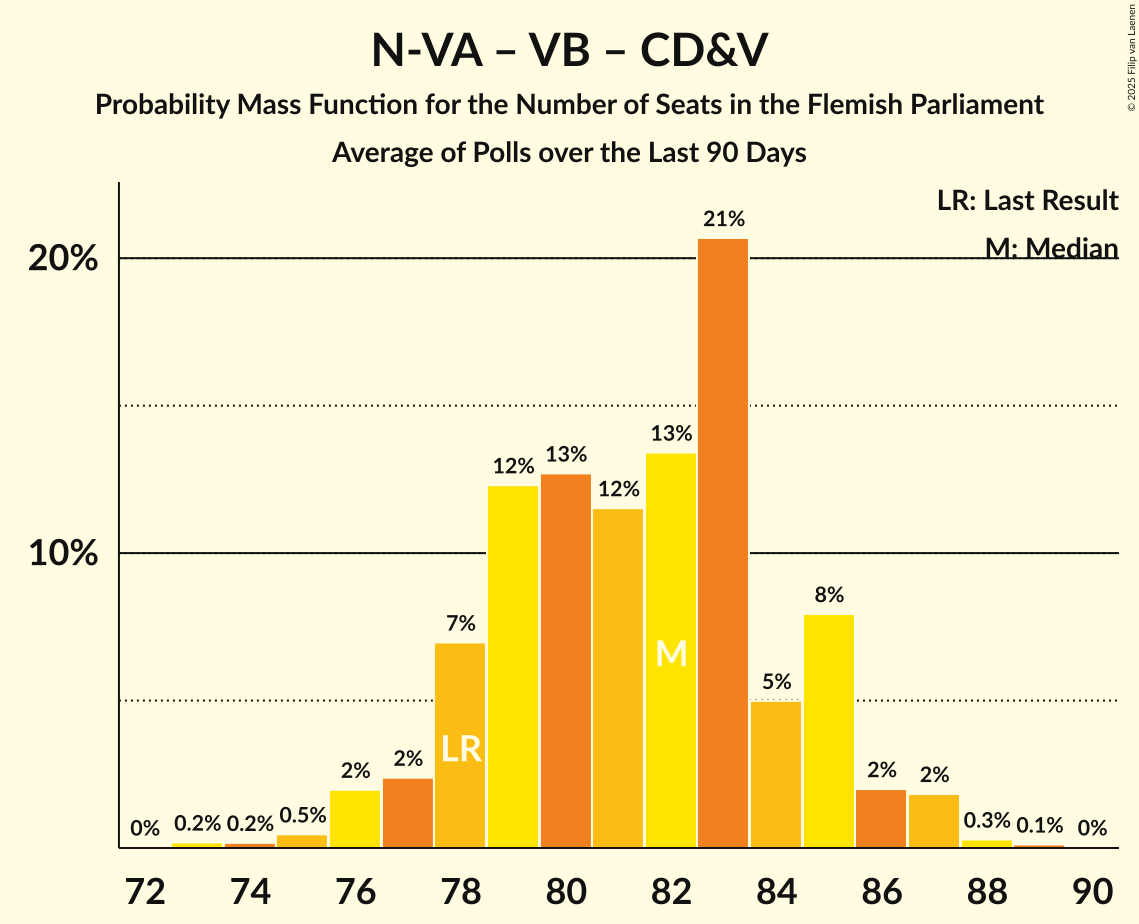 N-VA – VB – CD&V
Probability Mass Function for the Number of Seats in the Flemish Parliament
Average of Polls over the Last 90 Days
© 2025 Filip van Laenen
LR: Last Result
M: Median
20%
10%
0%
0.2%
0.2%
0.5%
2%
2%
7%
12%
13%
12%
13%
21%
5%
8%
2%
2%
0.3%
0.1%
0%
LR
M
72 74 76 78 80 82 84 86 88 90